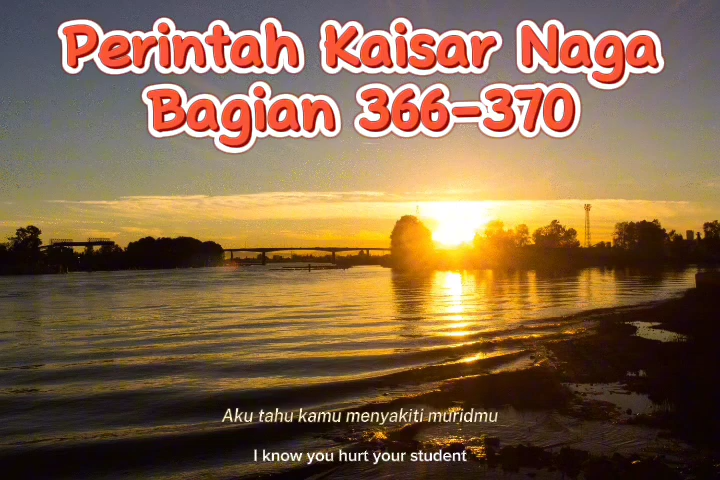 Perintah Kaisar Naga
Bagian 366-370
Aku tahu kamu menyakiti muridmu
I know you hurt your student